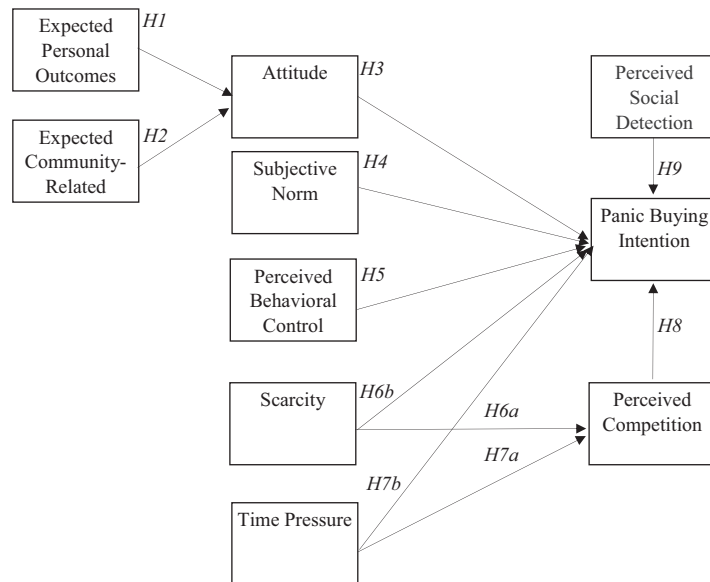 Expected
Personal
Outcomes
H1
Expected
Community-
Related
H2
Attitude
H3
Subjective
Norm
H4
Perceived
Behavioral
Control
H5
Scarcity
H6b
H6a
Time Pressure
H7b
H7a
Perceived
Social
Detection
H9
Panic Buying
Intention
H8
Perceived
Competition